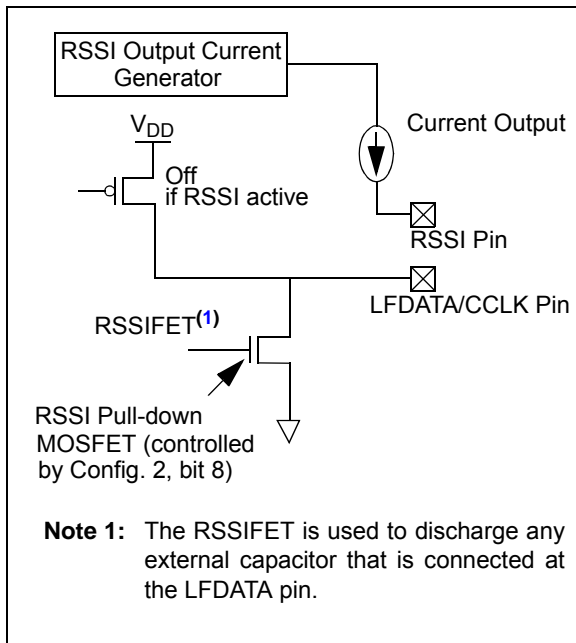 RSSI Output Current
Generator
VDD
Current Output
Off
if RSSI active
RSSI Pin
LFDATA/CCLK Pin
RSSIFET(1)
RSSI Pull-down
MOSFET (controlled
by Config. 2, bit 8)
Note 1: The RSSIFET is used to discharge any
external capacitor that is connected at
the LFDATA pin.